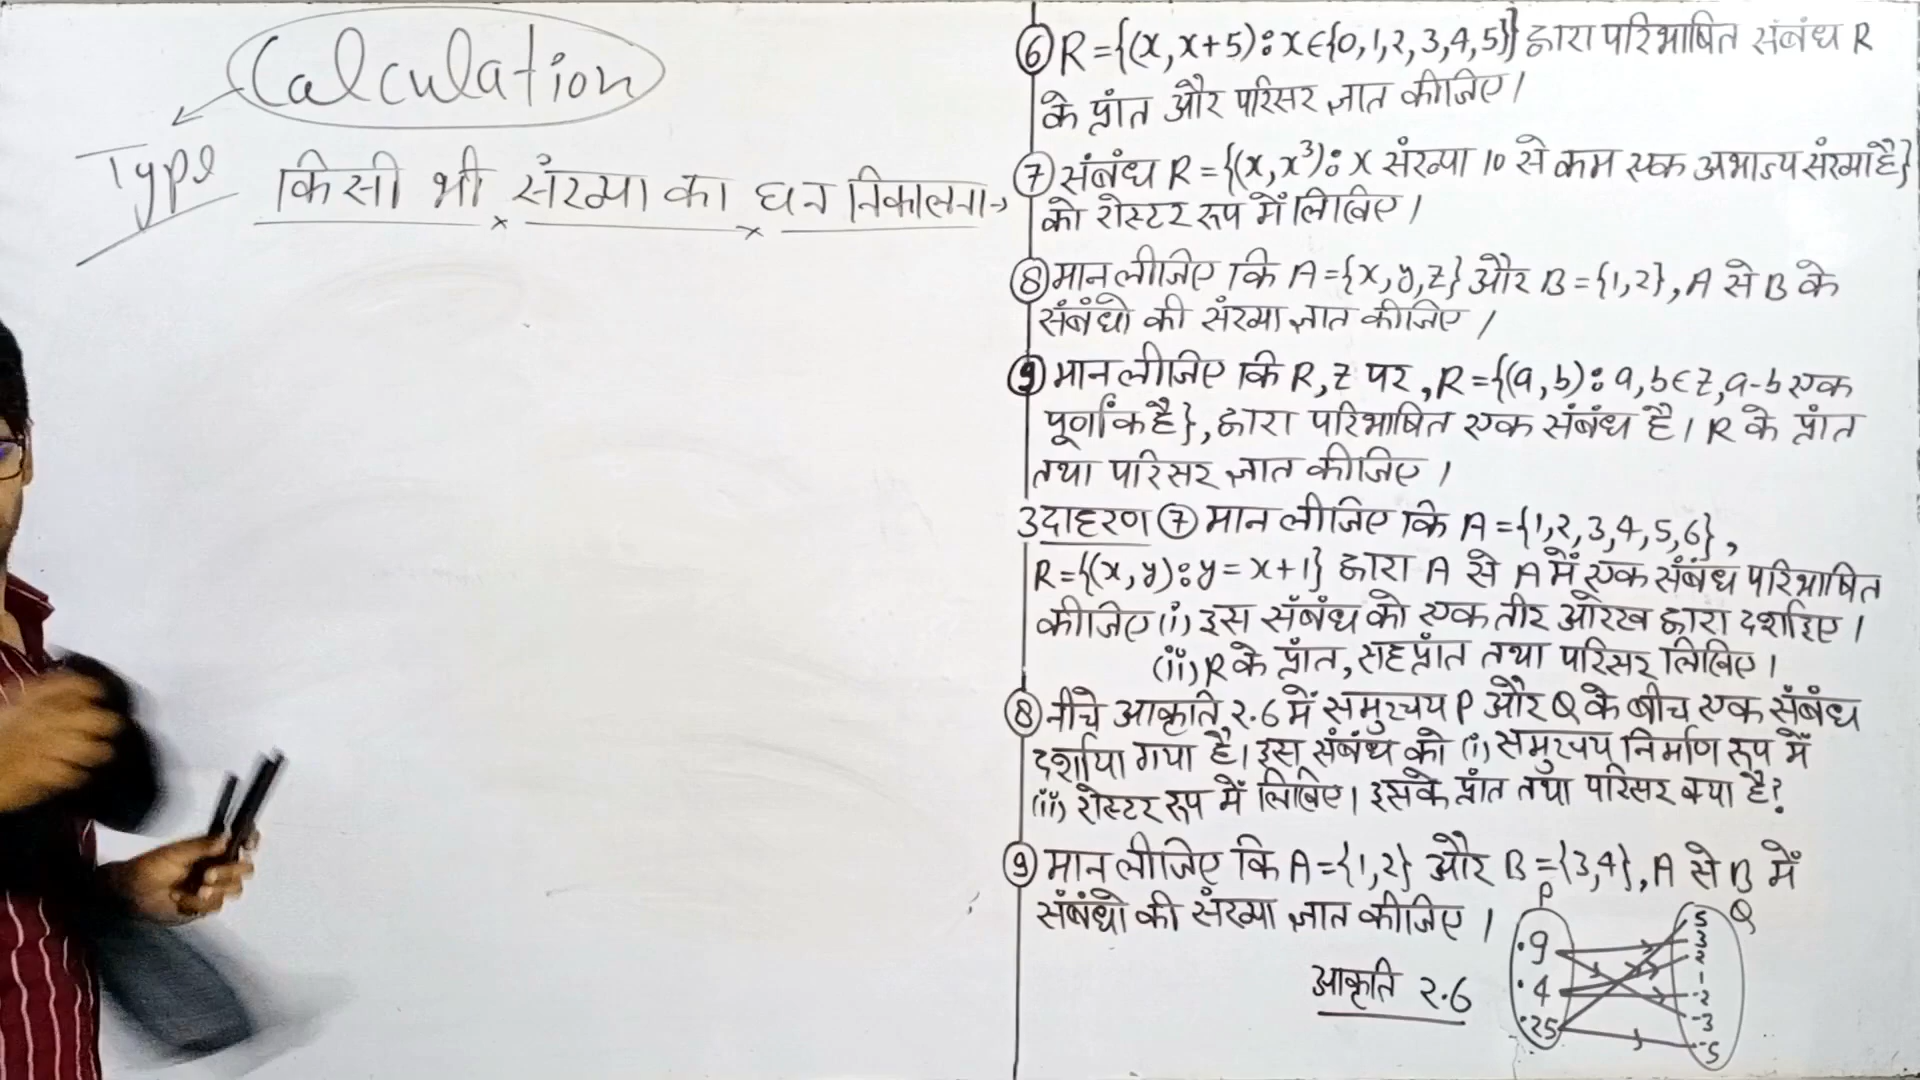 Calculation
Type किसी भी संख्या का घन निकालना→
⑥ R={(x, x+5):x∈{0,1,2,3,4,5}} द्वारा परिभाषित संबंध R
के प्रांत और परिसर ज्ञात कीजिए।
⑦ संबंध R={(x, x³): x संख्या 10 से कम एक अभाज्य संख्या है}
को रोस्टर रूप में लिखिए।
⑧ मान लीजिए कि A={x,y,z} और B={1,2}, A से B के
संबंधो की संख्या ज्ञात कीजिए।
⑨ मान लीजिए कि R, Z पर, R={(a,b): a,b∈Z, a-b एक
पूर्णांक है}, द्वारा परिभाषित एक संबंध है। R के प्रांत
तथा परिसर ज्ञात कीजिए।
उदाहरण ⑦ मान लीजिए कि A={1,2,3,4,5,6},
R={(x,y):y=x+1} द्वारा A से A में एक संबंध परिभाषित
कीजिए (i) इस संबंध को एक तीर आरेख द्वारा दर्शाइए।
(ii) R के प्रांत, सहप्रांत तथा परिसर लिखिए।
⑧ नीचे आकृति 2.6 में समुच्चय P और Q के बीच एक संबंध
दर्शाया गया है। इस संबंध को (i) समुच्चय निर्माण रूप में
(ii) रोस्टर रूप में लिखिए। इसके प्रांत तथा परिसर क्या है?
⑨ मान लीजिए कि A={1,2} और B={3,4}, A से B में
संबंधो की संख्या ज्ञात कीजिए।
P
Q
.9
.4
.25
5
3
2
1
-2
-3
-5
आकृति 2.6